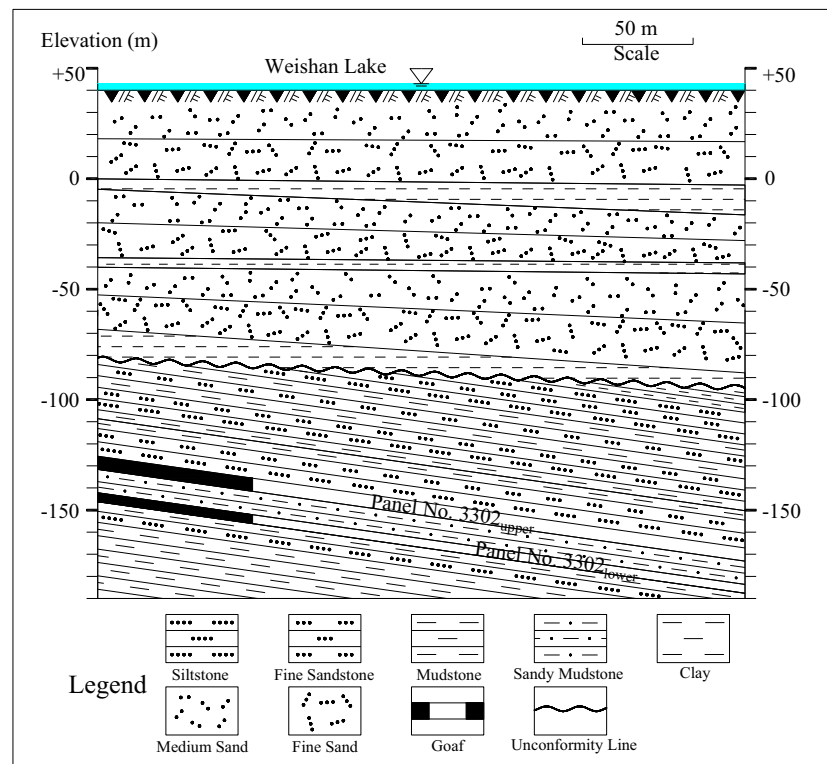 Elevation (m)
50 m
Scale
Weishan Lake
+50
+50
0
0
-50
-50
-100
-100
-150
-150
Panel No. 3302upper
Panel No. 3302lower
Legend
Siltstone
Fine Sandstone
Mudstone
Sandy Mudstone
Clay
Medium Sand
Fine Sand
Goaf
Unconformity Line